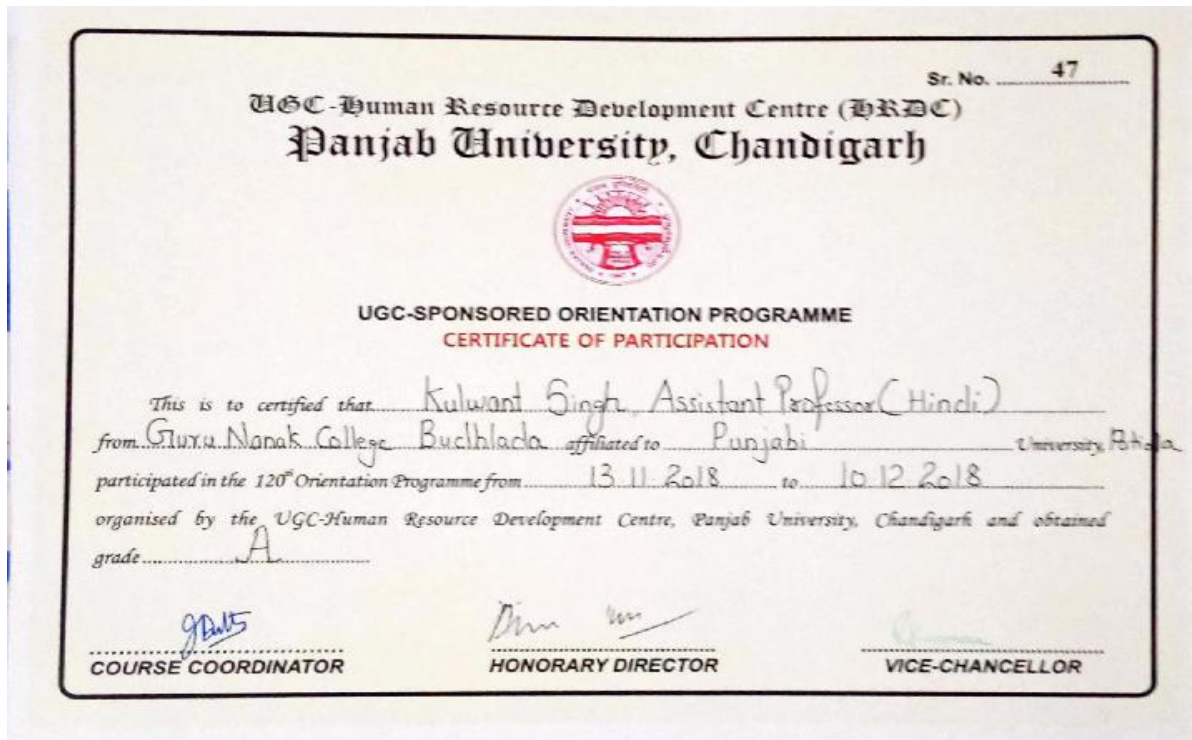 Sr. No. 47
UGC-Human Resource Development Centre (HRDC)
Panjab University, Chandigarh
UGC-SPONSORED ORIENTATION PROGRAMME
CERTIFICATE OF PARTICIPATION
This is to certified that Kulwant Singh, Assistant Professor (Hindi)
from Guru Nanak College Budhlada affiliated to Punjabi University, Patiala
participated in the 120th Orientation Programme from 13.11.2018 to 10.12.2018
organised by the UGC-Human Resource Development Centre, Panjab University, Chandigarh and obtained
grade A
COURSE COORDINATOR HONORARY DIRECTOR VICE-CHANCELLOR